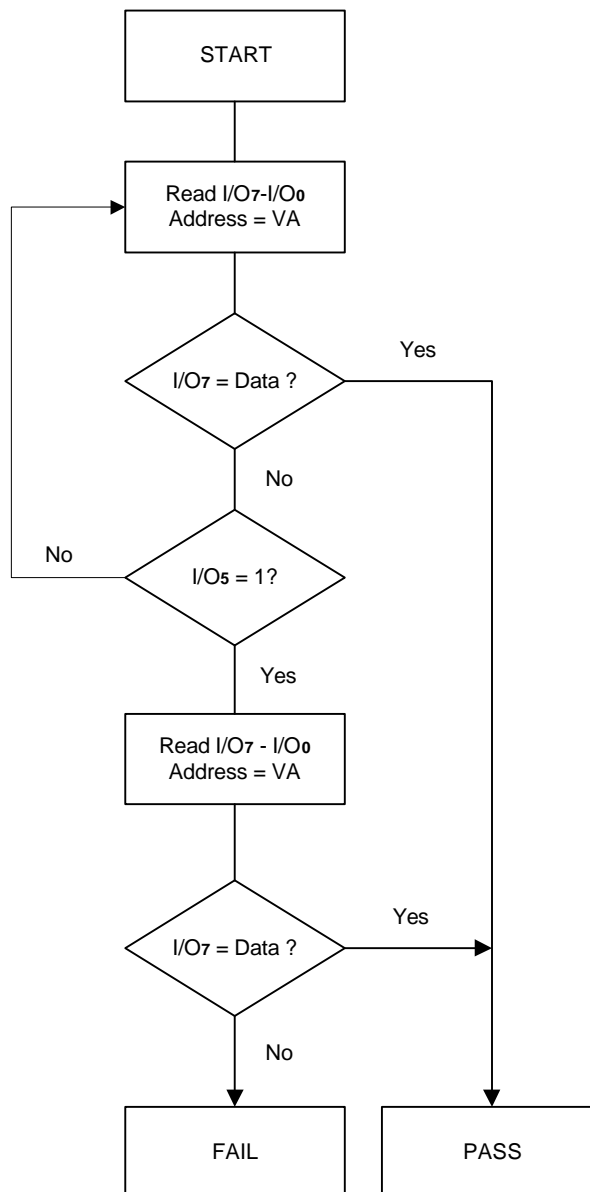 START
Read I/O7-I/O0
Address = VA
Yes
I/O7 = Data ?
No
No
I/O5 = 1?
Yes
Read I/O7 - I/O0
Address = VA
Yes
I/O7 = Data ?
No
FAIL
PASS